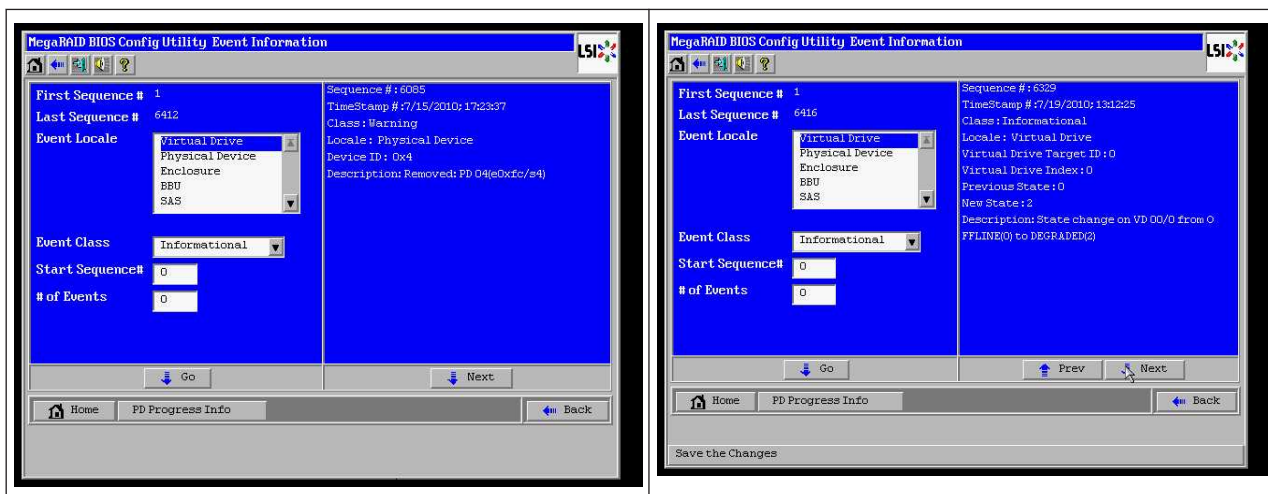 MegaRAID BIOS Config Utility Event Information
LSI
First Sequence # 1
Last Sequence # 6412
Event Locale
Virtual Drive
Physical Device
Enclosure
BBU
SAS
Event Class Informational
Start Sequence# 0
# of Events 0
Go
Sequence #:6085
TimeStamp #:7/15/2010; 17:23:37
Class: Warning
Locale: Physical Device
Device ID: 0x4
Description: Removed: PD 04(e0xfc/s4)
Next
Home
PD Progress Info
Back
MegaRAID BIOS Config Utility Event Information
LSI
First Sequence # 1
Last Sequence # 6416
Event Locale
Virtual Drive
Physical Device
Enclosure
BBU
SAS
Event Class Informational
Start Sequence# 0
# of Events 0
Go
Sequence #:6329
TimeStamp #:7/19/2010; 13:12:25
Class: Informational
Locale: Virtual Drive
Virtual Drive Target ID:0
Virtual Drive Index:0
Previous State:0
New State:2
Description: State change on VD 00/0 from O
FFLINE(0) to DEGRADED(2)
Prev
Next
Home
PD Progress Info
Back
Save the Changes